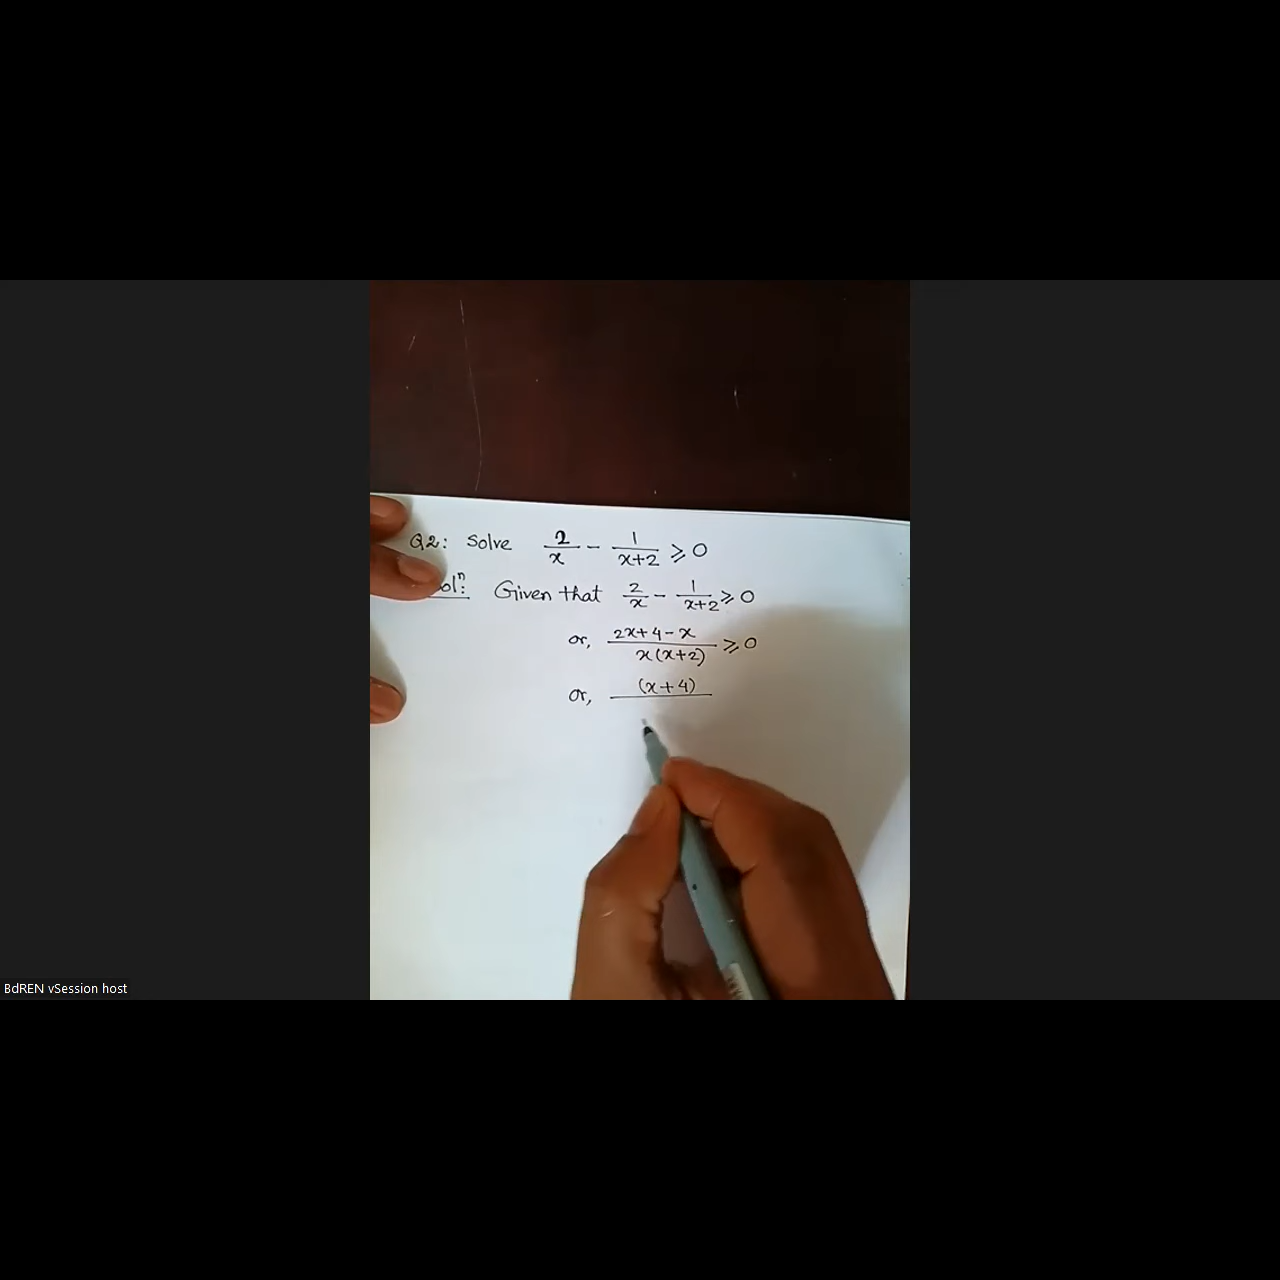 Q2: Solve 2/x - 1/(x+2) ⩾ 0
ol^n: Given that 2/x - 1/(x+2) ⩾ 0
or, (2x+4-x)/(x(x+2)) ⩾ 0
or, (x+4)/
BdREN vSession host